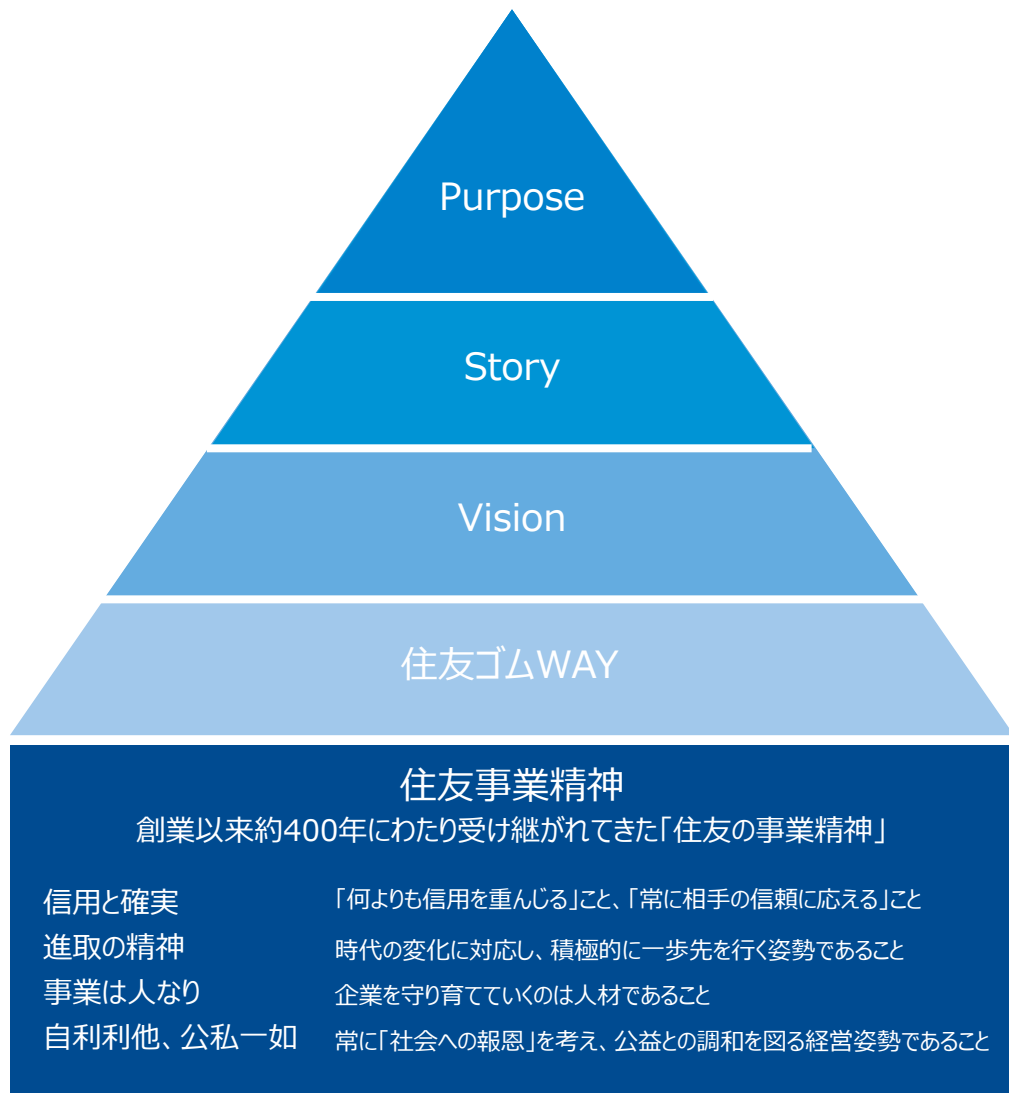 Purpose
Story
Vision
住友ゴムWAY
住友事業精神
創業以来約400年にわたり受け継がれてきた「住友の事業精神」
信用と確実 「何よりも信用を重んじる」こと、「常に相手の信頼に応える」こと
進取の精神 時代の変化に対応し、積極的に一歩先を行く姿勢であること
事業は人なり 企業を守り育てていくのは人材であること
自利利他、公私一如 常に「社会への報恩」を考え、公益との調和を図る経営姿勢であること